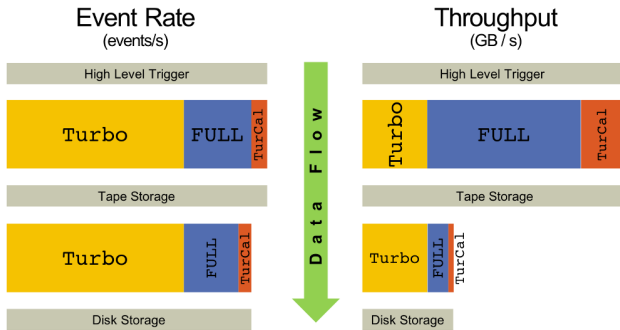 Event Rate
(events/s)
High Level Trigger
Turbo
FULL
TurCal
Tape Storage
Turbo
FULL
TurCal
Disk Storage
Data Flow
Throughput
(GB / s)
High Level Trigger
Turbo
FULL
TurCal
Tape Storage
Turbo
FULL
TurCal
Disk Storage